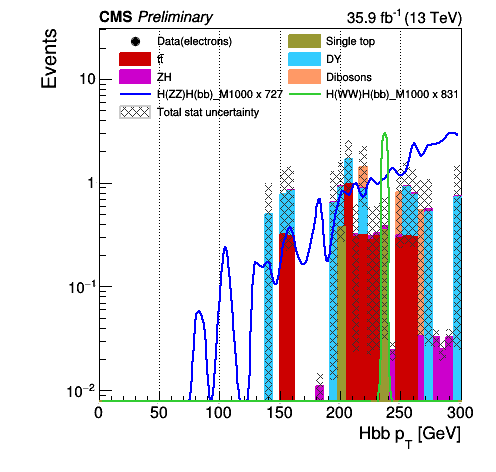 CMS Preliminary 35.9 fb⁻¹ (13 TeV)
Events
Data(electrons) Single top
tt̄ DY
ZH Dibosons
H(ZZ)H(bb)_M1000 x 727 H(WW)H(bb)_M1000 x 831
Total stat uncertainty
10
1
10⁻¹
10⁻²
0 50 100 150 200 250 300
Hbb p_T [GeV]